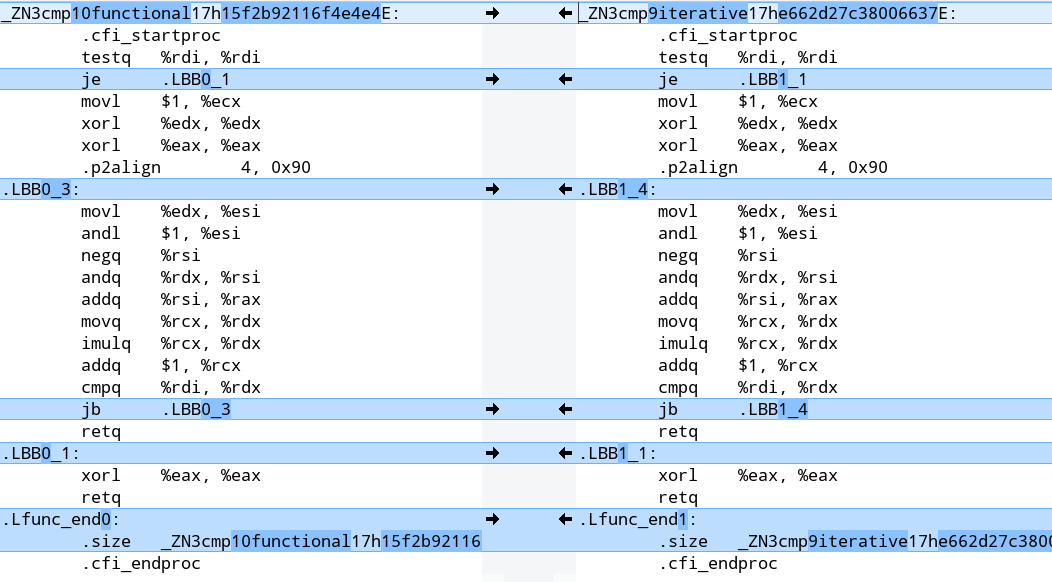 _ZN3cmp10functional17h15f2b92116f4e4e4E:
.cfi_startproc
testq %rdi, %rdi
je .LBB0_1
movl $1, %ecx
xorl %edx, %edx
xorl %eax, %eax
.p2align 4, 0x90
.LBB0_3:
movl %edx, %esi
andl $1, %esi
negq %rsi
andq %rdx, %rsi
addq %rsi, %rax
movq %rcx, %rdx
imulq %rcx, %rdx
addq $1, %rcx
cmpq %rdi, %rdx
jb .LBB0_3
retq
.LBB0_1:
xorl %eax, %eax
retq
.Lfunc_end0:
.size _ZN3cmp10functional17h15f2b92116
.cfi_endproc
_ZN3cmp9iterative17he662d27c38006637E:
.cfi_startproc
testq %rdi, %rdi
je .LBB1_1
movl $1, %ecx
xorl %edx, %edx
xorl %eax, %eax
.p2align 4, 0x90
.LBB1_4:
movl %edx, %esi
andl $1, %esi
negq %rsi
andq %rdx, %rsi
addq %rsi, %rax
movq %rcx, %rdx
imulq %rcx, %rdx
addq $1, %rcx
cmpq %rdi, %rdx
jb .LBB1_4
retq
.LBB1_1:
xorl %eax, %eax
retq
.Lfunc_end1:
.size _ZN3cmp9iterative17he662d27c3800
.cfi_endproc